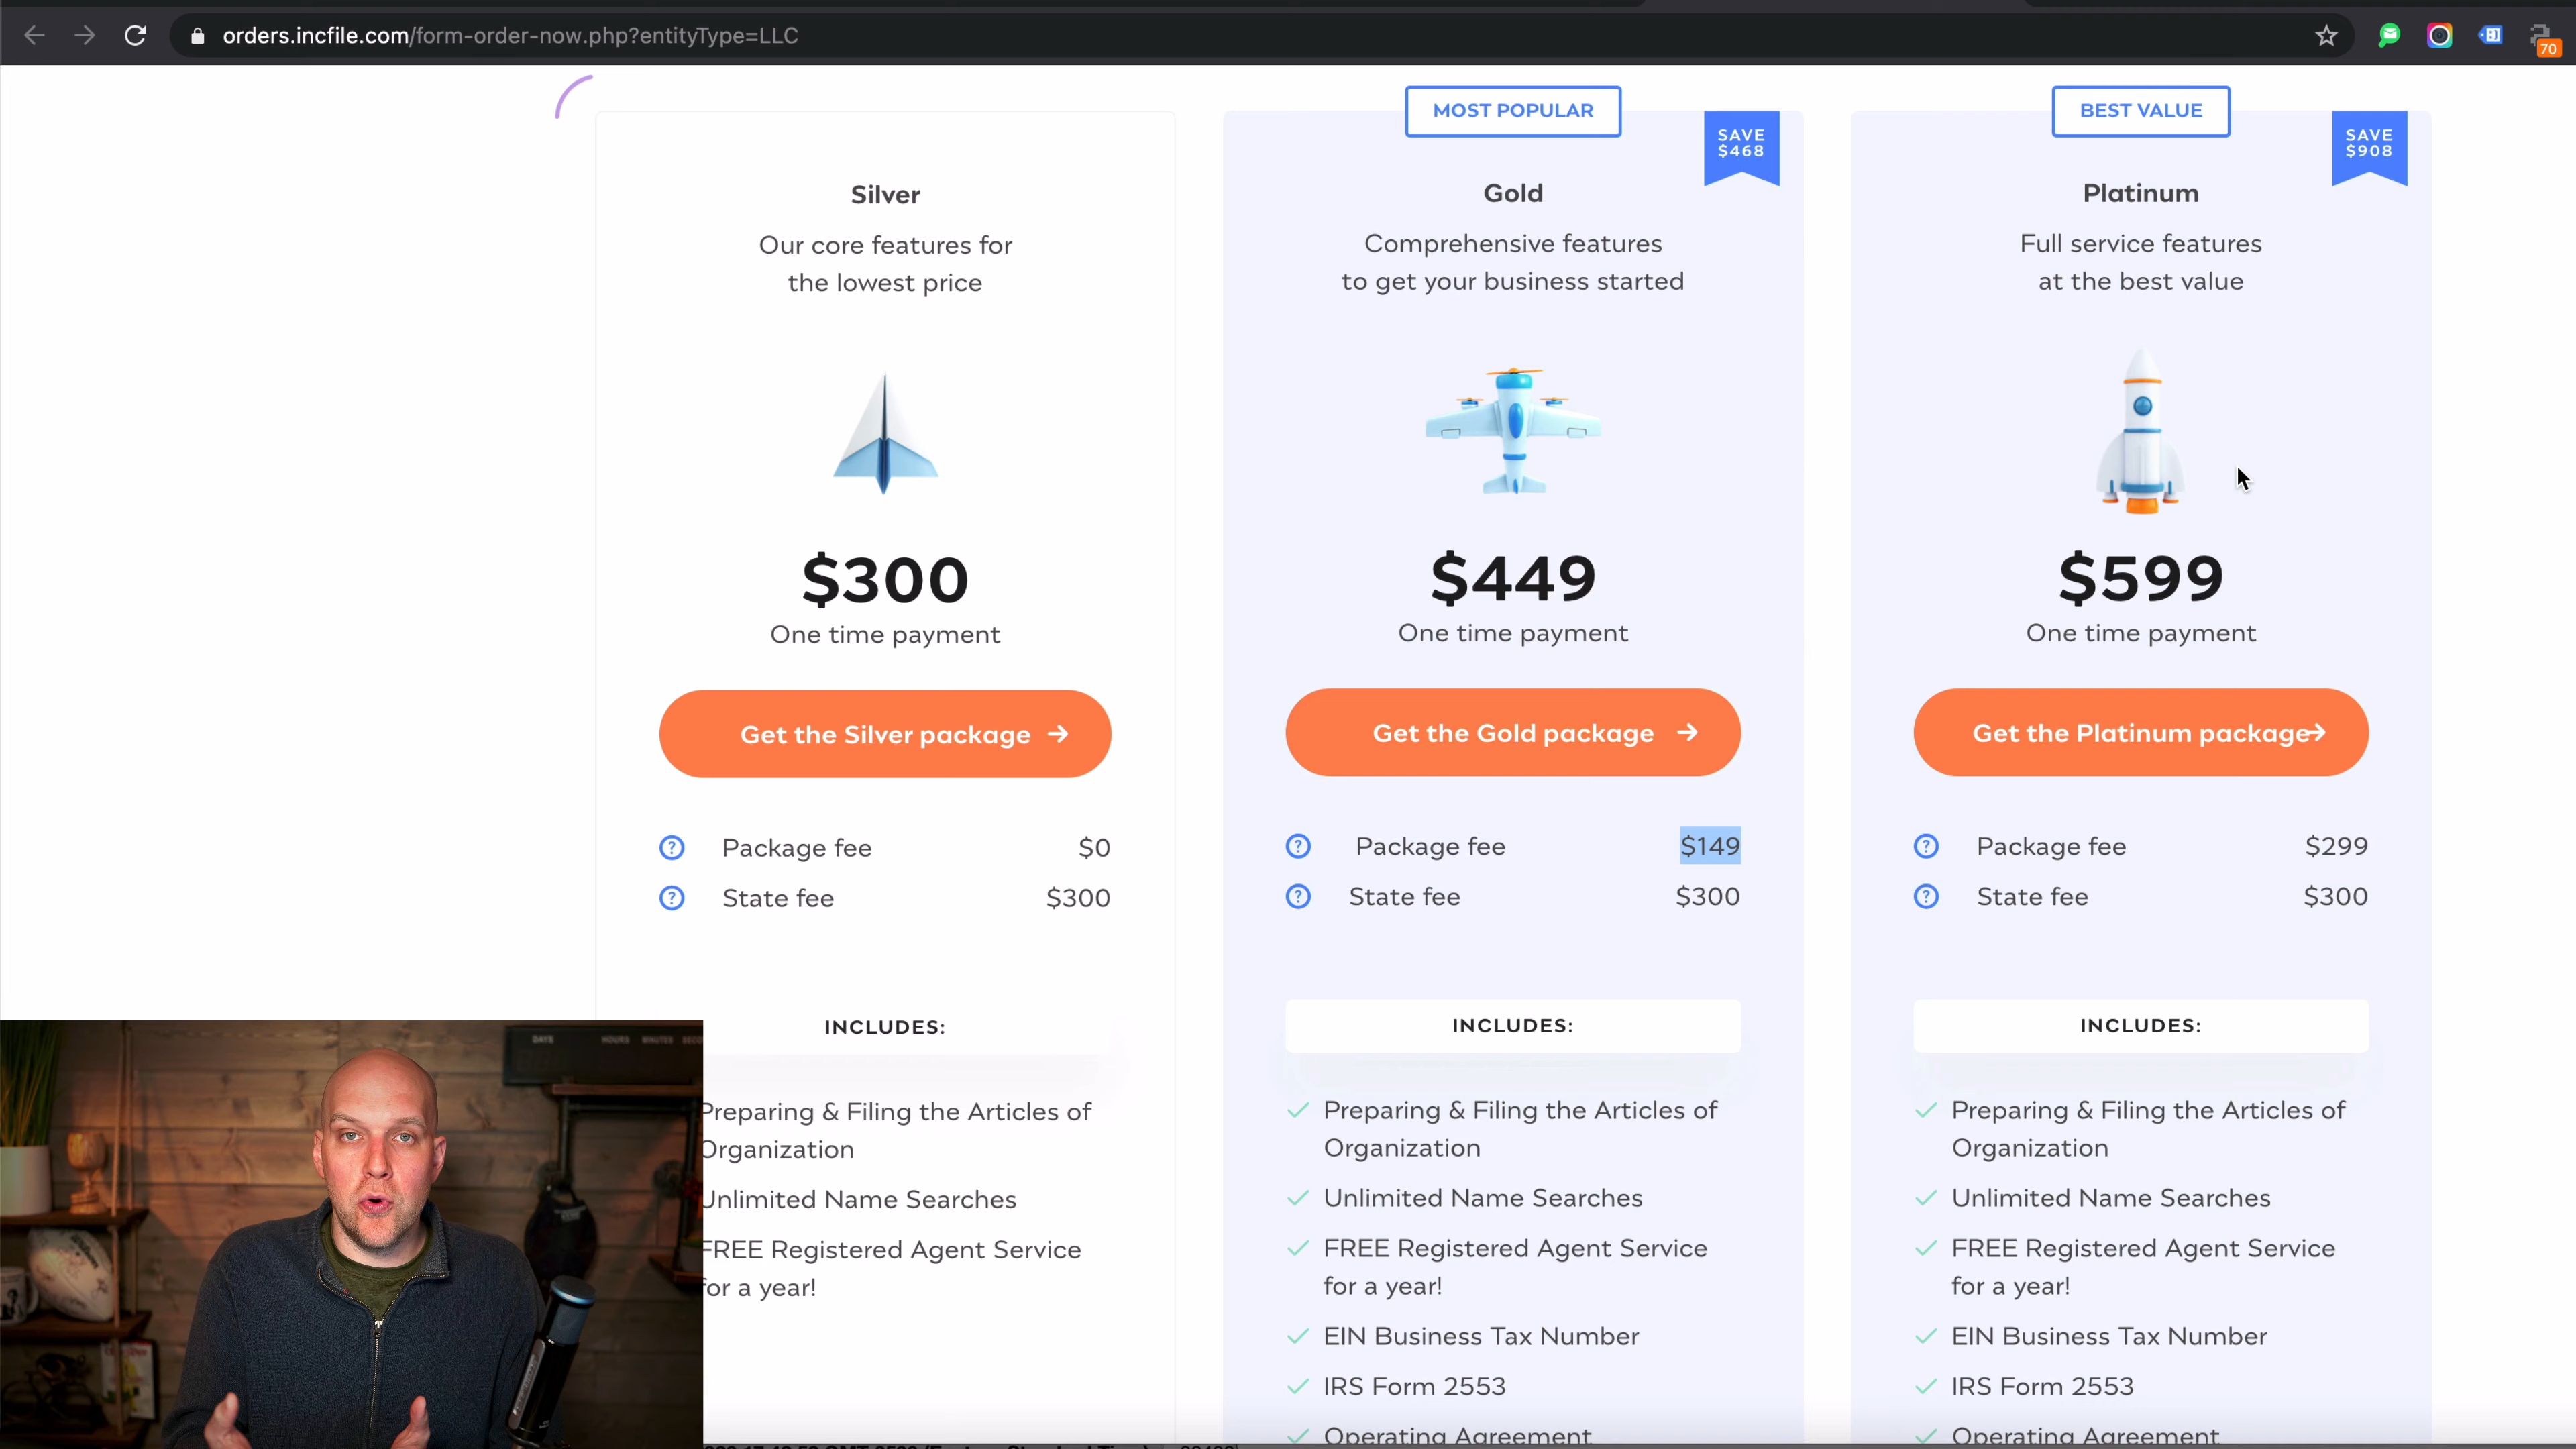 orders.incfile.com/form-order-now.php?entityType=LLC
70
Silver
Our core features for
the lowest price
$300
One time payment
Get the Silver package →
Package fee $0
State fee $300
INCLUDES:
Preparing & Filing the Articles of
Organization
Unlimited Name Searches
FREE Registered Agent Service
for a year!
MOST POPULAR
SAVE
$468
Gold
Comprehensive features
to get your business started
$449
One time payment
Get the Gold package →
Package fee $149
State fee $300
INCLUDES:
Preparing & Filing the Articles of
Organization
Unlimited Name Searches
FREE Registered Agent Service
for a year!
EIN Business Tax Number
IRS Form 2553
Operating Agreement
BEST VALUE
SAVE
$908
Platinum
Full service features
at the best value
$599
One time payment
Get the Platinum package→
Package fee $299
State fee $300
INCLUDES:
Preparing & Filing the Articles of
Organization
Unlimited Name Searches
FREE Registered Agent Service
for a year!
EIN Business Tax Number
IRS Form 2553
Operating Agreement
DAYS HOURS MINUTES